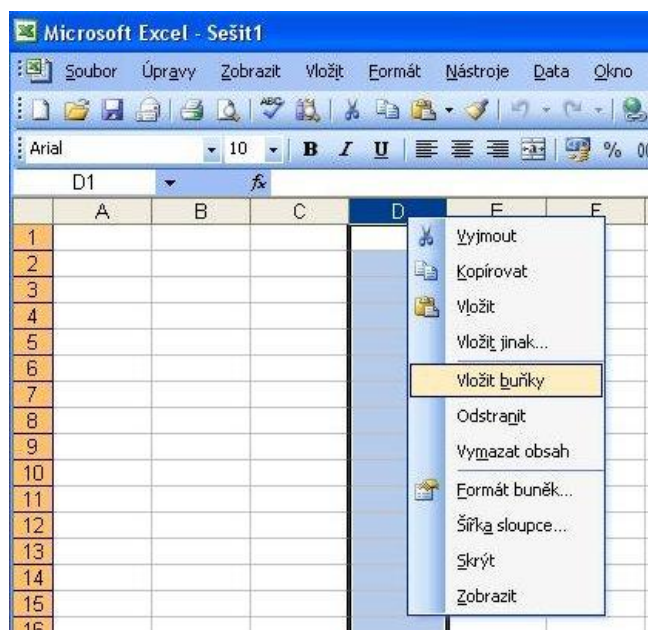 Microsoft Excel - Sešit1
Soubor Úpravy Zobrazit Vložit Formát Nástroje Data Okno
ABC
Arial 10 B I U a %
D1 fx
A B C D E F
1
2
3
4
5
6
7
8
9
10
11
12
13
14
15
16
Vyjmout
Kopírovat
Vložit
Vložit jinak...
Vložit buňky
Odstranit
Vymazat obsah
Formát buněk...
Šířka sloupce...
Skrýt
Zobrazit